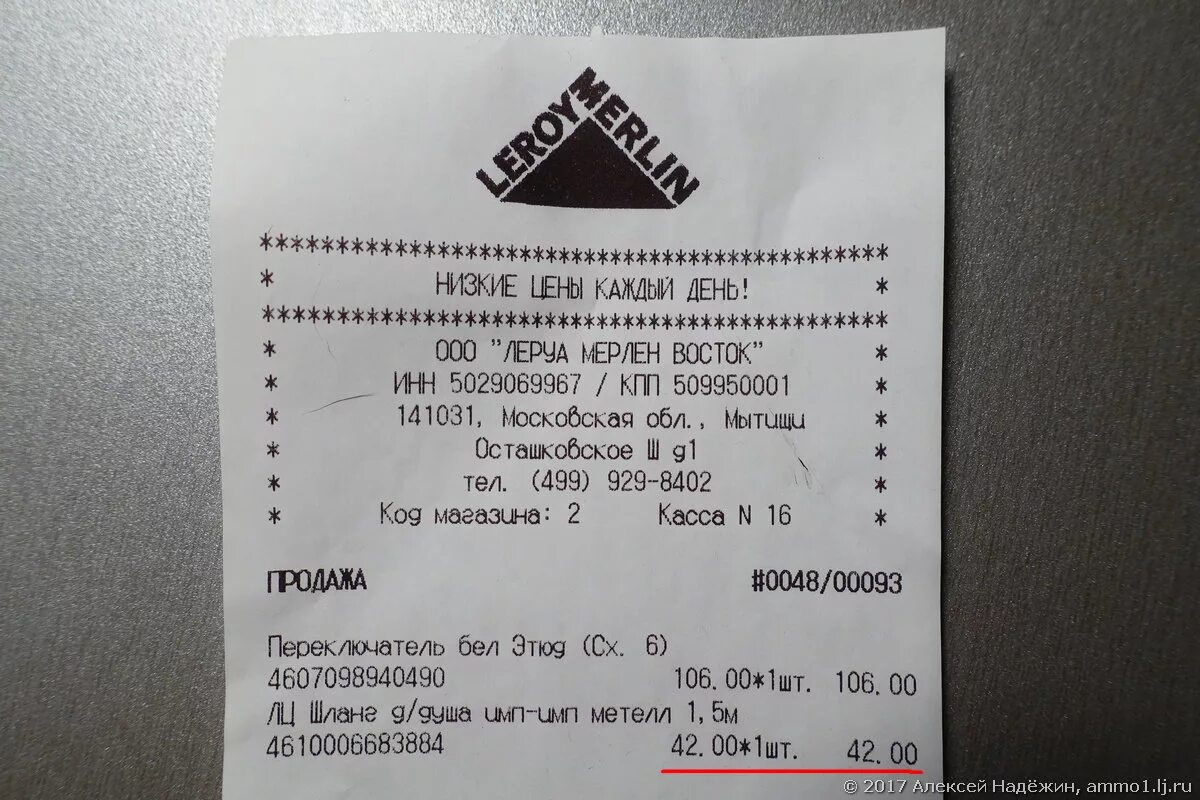 LEROY MERLIN
******************************************
* НИЗКИЕ ЦЕНЫ КАЖДЫЙ ДЕНЬ! *
******************************************
* ООО "ЛЕРУА МЕРЛЕН ВОСТОК" *
* ИНН 5029069967 / КПП 509950001 *
* 141031, Московская обл., Мытищи *
* Осташковское Ш д1 *
* тел. (499) 929-8402 *
* Код магазина: 2 Касса N 16 *
ПРОДАЖА #0048/00093
Переключатель бел Этюд (Сх. 6)
4607098940490 106.00*1шт. 106.00
ЛЦ Шланг д/душа имп-имп метелл 1,5м
4610006683884 42.00*1шт. 42.00
© 2017 Алексей Надёжин, ammo1.lj.ru